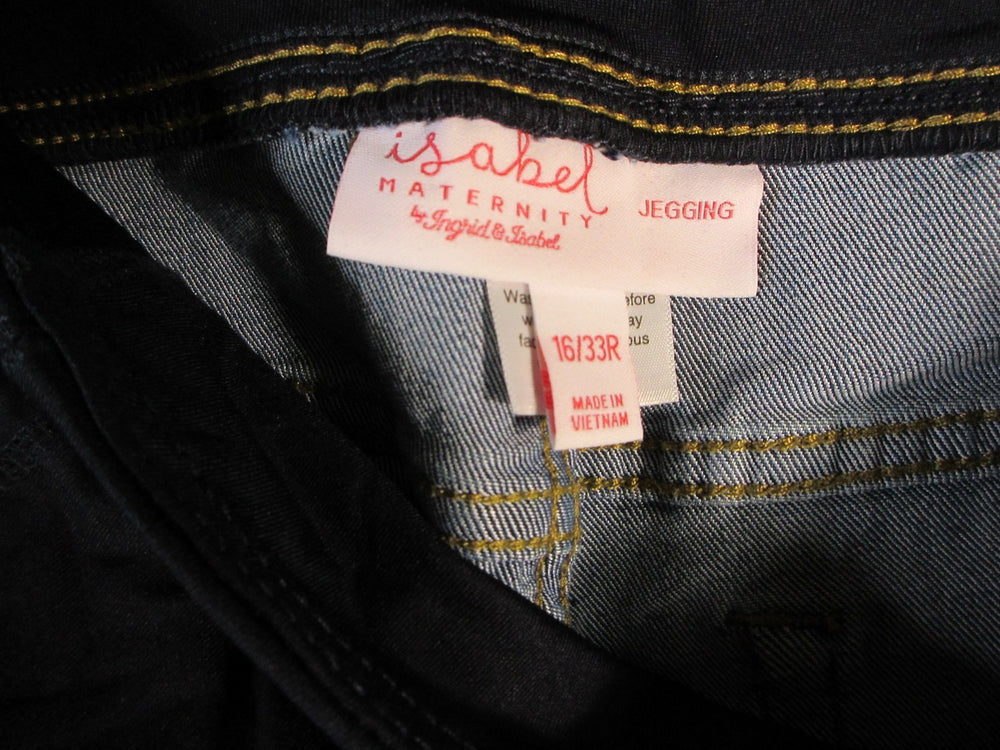 isabel
MATERNITY
by Ingrid & Isabel
JEGGING
16/33R
MADE IN
VIETNAM